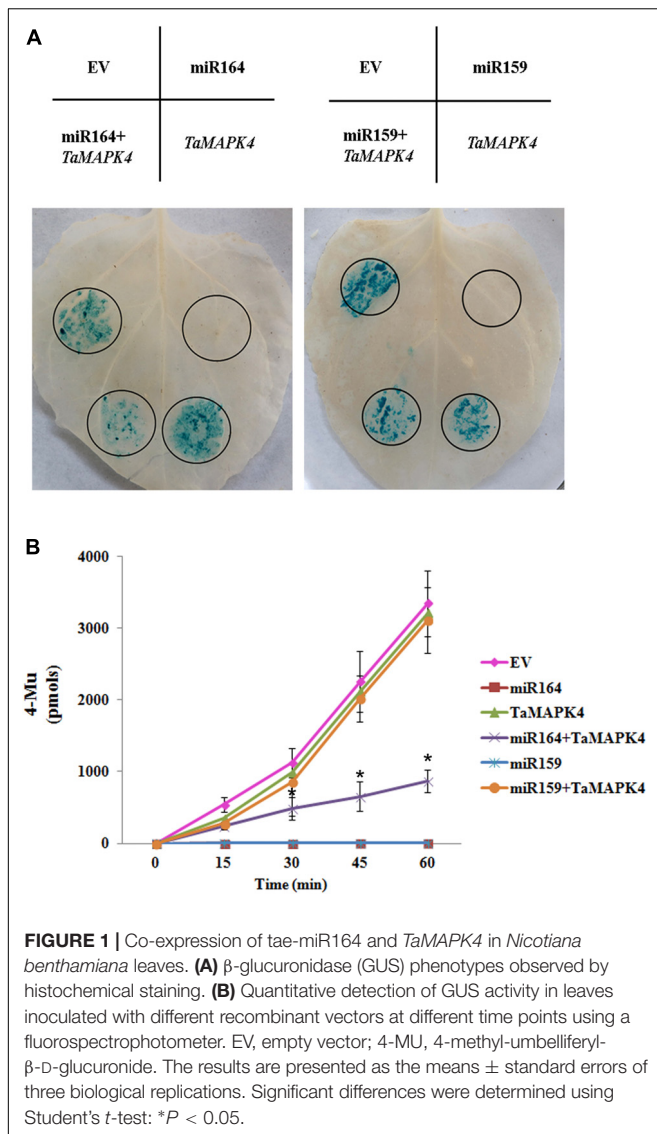 A
EV miR164
miR164+ TaMAPK4
TaMAPK4
EV miR159
miR159+ TaMAPK4
TaMAPK4
B
4000
3000
2000
1000
0
4-Mu
(pmols)
* * *
0 15 30 45 60
Time (min)
EV
miR164
TaMAPK4
miR164+TaMAPK4
miR159
miR159+TaMAPK4
FIGURE 1 | Co-expression of tae-miR164 and TaMAPK4 in Nicotiana
benthamiana leaves. (A) β-glucuronidase (GUS) phenotypes observed by
histochemical staining. (B) Quantitative detection of GUS activity in leaves
inoculated with different recombinant vectors at different time points using a
fluorospectrophotometer. EV, empty vector; 4-MU, 4-methyl-umbelliferyl-
β-D-glucuronide. The results are presented as the means ± standard errors of
three biological replications. Significant differences were determined using
Student's t-test: *P < 0.05.